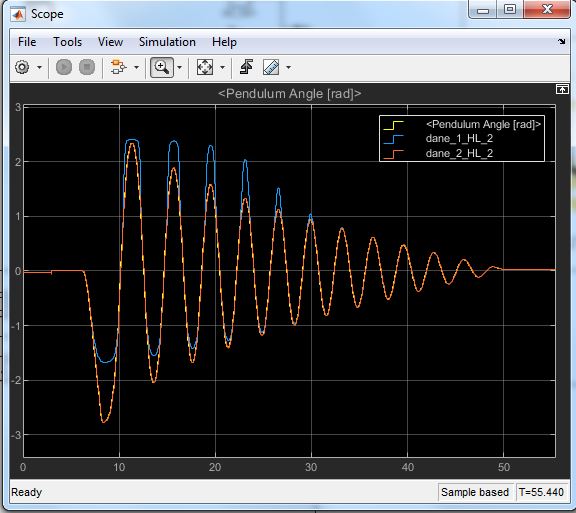 Scope
File Tools View Simulation Help
<Pendulum Angle [rad]>
<Pendulum Angle [rad]>
dane_1_HL_2
dane_2_HL_2
3
2
1
0
-1
-2
-3
0 10 20 30 40 50
Ready Sample based T=55.440